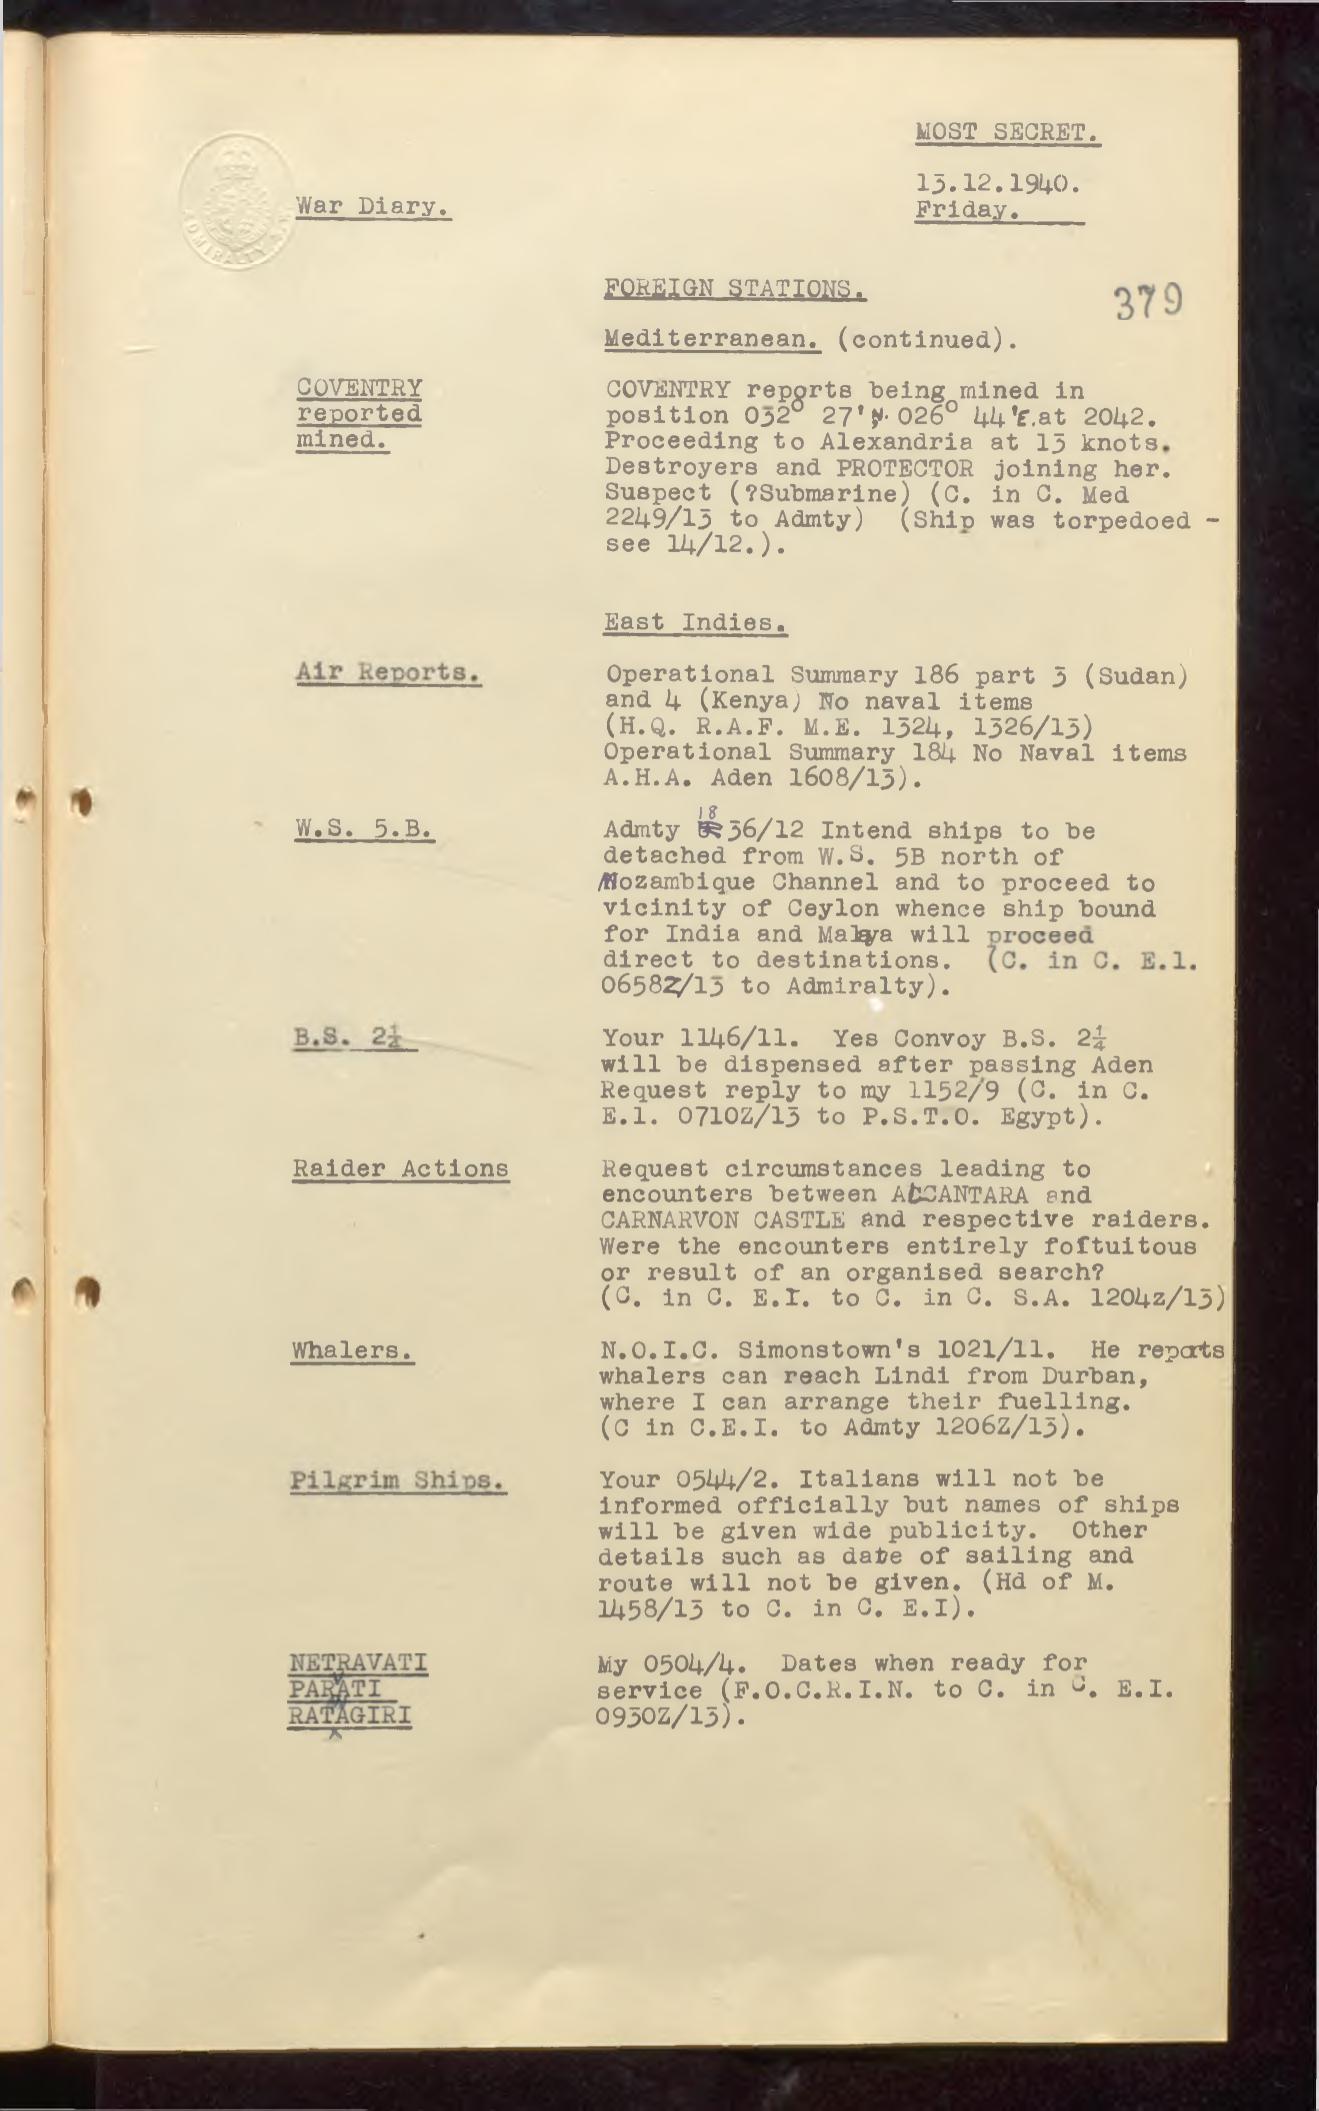 MOST SECRET.
13.12.1940.
Friday.
War Diary.
FOREIGN STATIONS.
379
Mediterranean. (continued).
COVENTRY
reported
mined.
COVENTRY reports being mined in
position 032° 27' N. 026° 44'E.at 2042.
Proceeding to Alexandria at 13 knots.
Destroyers and PROTECTOR joining her.
Suspect (?Submarine) (C. in C. Med
2249/13 to Admty) (Ship was torpedoed -
see 14/12.).
East Indies.
Air Reports.
Operational Summary 186 part 3 (Sudan)
and 4 (Kenya) No naval items
(H.Q. R.A.F. M.E. 1324, 1326/13)
Operational Summary 184 No Naval items
A.H.A. Aden 1608/13).
W.S. 5.B.
Admty 1836/12 Intend ships to be
detached from W.S. 5B north of
Mozambique Channel and to proceed to
vicinity of Ceylon whence ship bound
for India and Malaya will proceed
direct to destinations. (C. in C. E.1.
0658Z/13 to Admiralty).
B.S. 2½
Your 1146/11. Yes Convoy B.S. 2¼
will be dispensed after passing Aden
Request reply to my 1152/9 (C. in C.
E.1. 0710Z/13 to P.S.T.O. Egypt).
Raider Actions
Request circumstances leading to
encounters between ALCANTARA and
CARNARVON CASTLE and respective raiders.
Were the encounters entirely foftuitous
or result of an organised search?
(C. in C. E.I. to C. in C. S.A. 1204z/13)
Whalers.
N.O.I.C. Simonstown's 1021/11. He reports
whalers can reach Lindi from Durban,
where I can arrange their fuelling.
(C in C.E.I. to Admty 1206Z/13).
Pilgrim Ships.
Your 0544/2. Italians will not be
informed officially but names of ships
will be given wide publicity. Other
details such as date of sailing and
route will not be given. (Hd of M.
1458/13 to C. in C. E.I).
NETRAVATI
PARATI
RATAGIRI
My 0504/4. Dates when ready for
service (F.O.C.R.I.N. to C. in C. E.I.
0930Z/13).